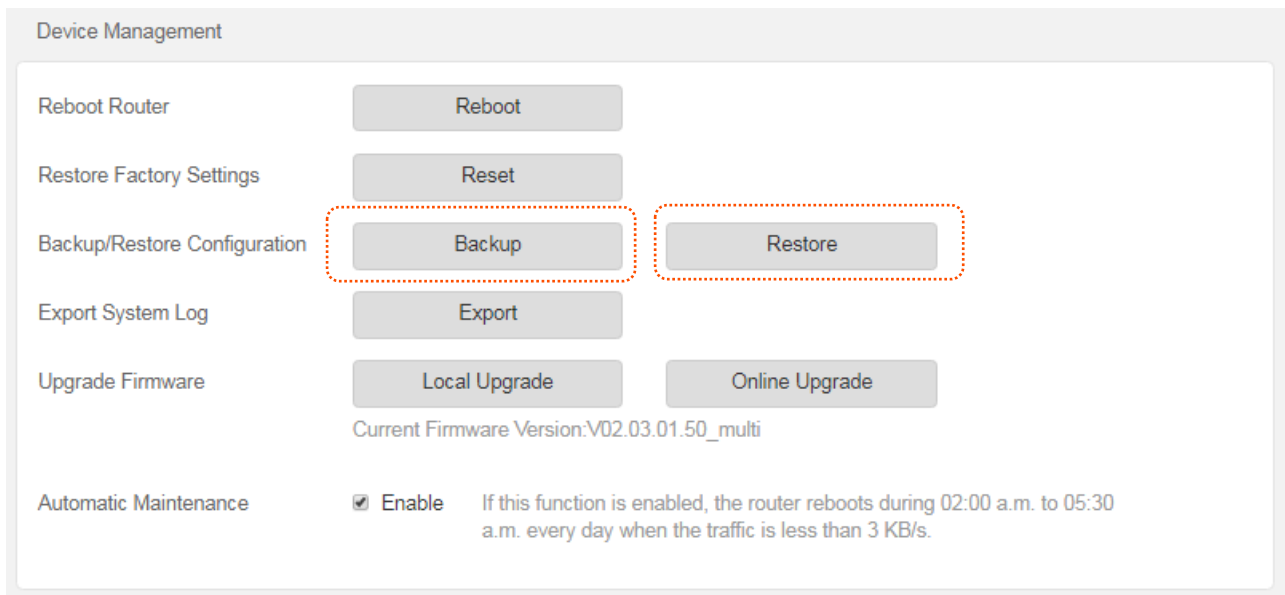 Device Management
Reboot Router Reboot
Restore Factory Settings Reset
Backup/Restore Configuration Backup Restore
Export System Log Export
Upgrade Firmware Local Upgrade Online Upgrade
Current Firmware Version:V02.03.01.50_multi
Automatic Maintenance Enable If this function is enabled, the router reboots during 02:00 a.m. to 05:30
a.m. every day when the traffic is less than 3 KB/s.